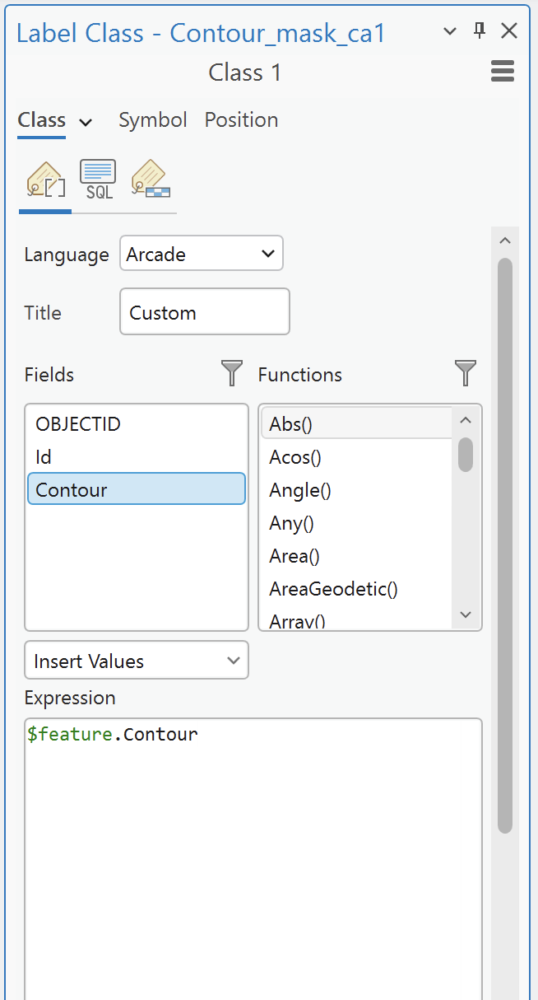 Label Class - Contour_mask_ca1
Class 1
Class Symbol Position
SQL
Language Arcade
Title Custom
Fields Functions
OBJECTID
Id
Contour
Abs()
Acos()
Angle()
Any()
Area()
AreaGeodetic()
Array()
Insert Values
Expression
$feature.Contour